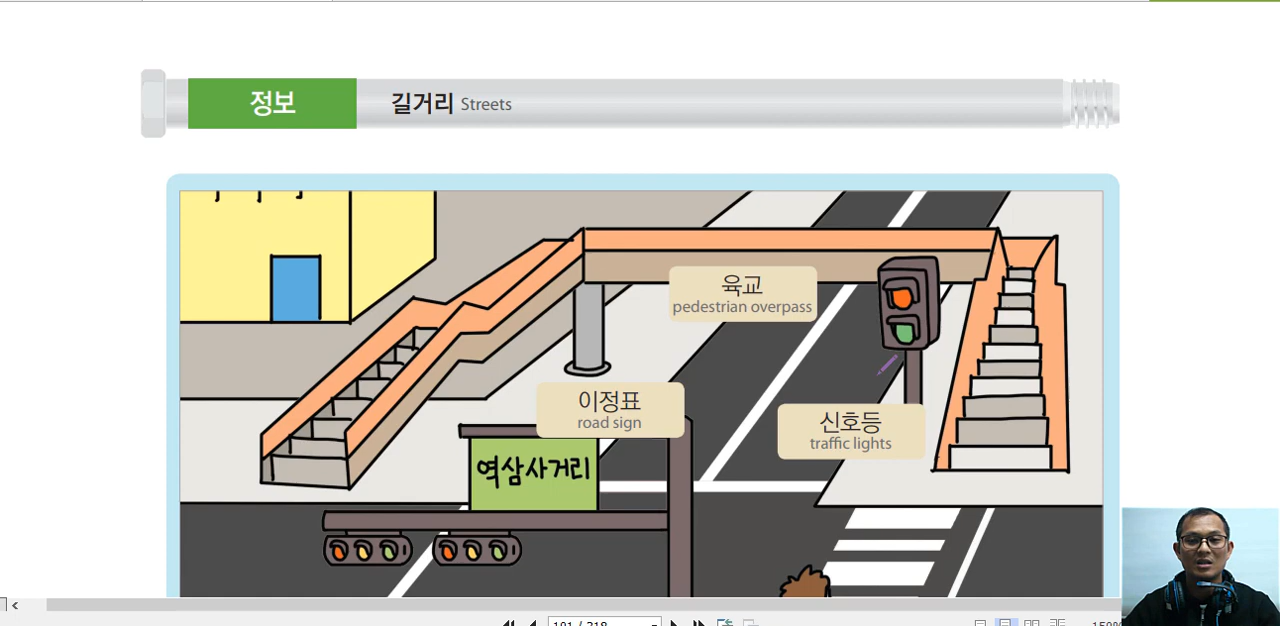 정보
길거리 Streets
육교
pedestrian overpass
이정표
road sign
신호등
traffic lights
역삼사거리